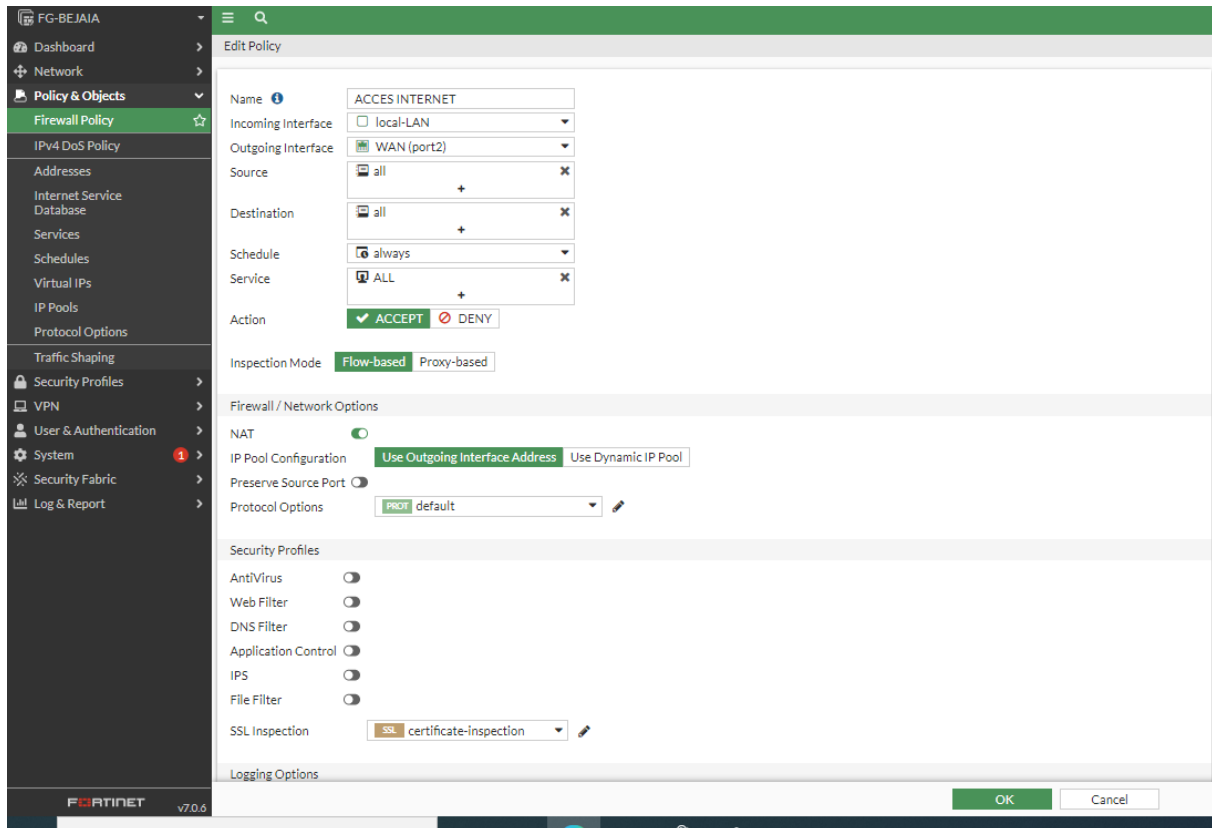 FG-BEJAIA
Dashboard
Network
Policy & Objects
Firewall Policy
IPv4 DoS Policy
Addresses
Internet Service
Database
Services
Schedules
Virtual IPs
IP Pools
Protocol Options
Traffic Shaping
Security Profiles
VPN
User & Authentication
System 1
Security Fabric
Log & Report
FORTINET v7.0.6
Edit Policy
Name ACCES INTERNET
Incoming Interface local-LAN
Outgoing Interface WAN (port2)
Source all
+
Destination all
+
Schedule always
Service ALL
+
Action ACCEPT DENY
Inspection Mode Flow-based Proxy-based
Firewall / Network Options
NAT
IP Pool Configuration Use Outgoing Interface Address Use Dynamic IP Pool
Preserve Source Port
Protocol Options PROT default
Security Profiles
AntiVirus
Web Filter
DNS Filter
Application Control
IPS
File Filter
SSL Inspection SSL certificate-inspection
Logging Options
OK Cancel